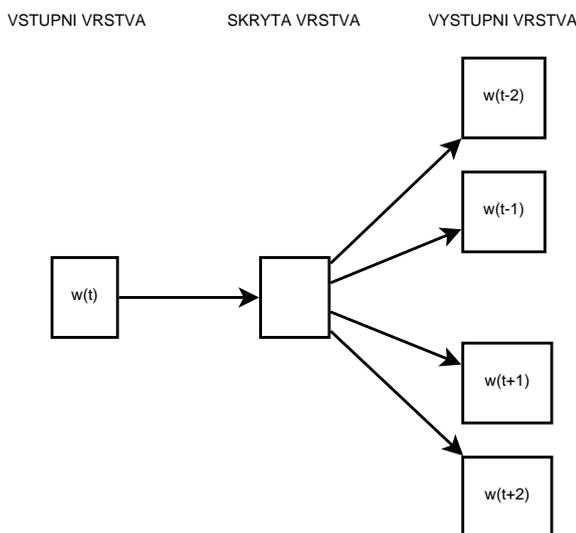 VSTUPNI VRSTVA SKRYTA VRSTVA VYSTUPNI VRSTVA
w(t-2)
w(t-1)
w(t)
w(t+1)
w(t+2)